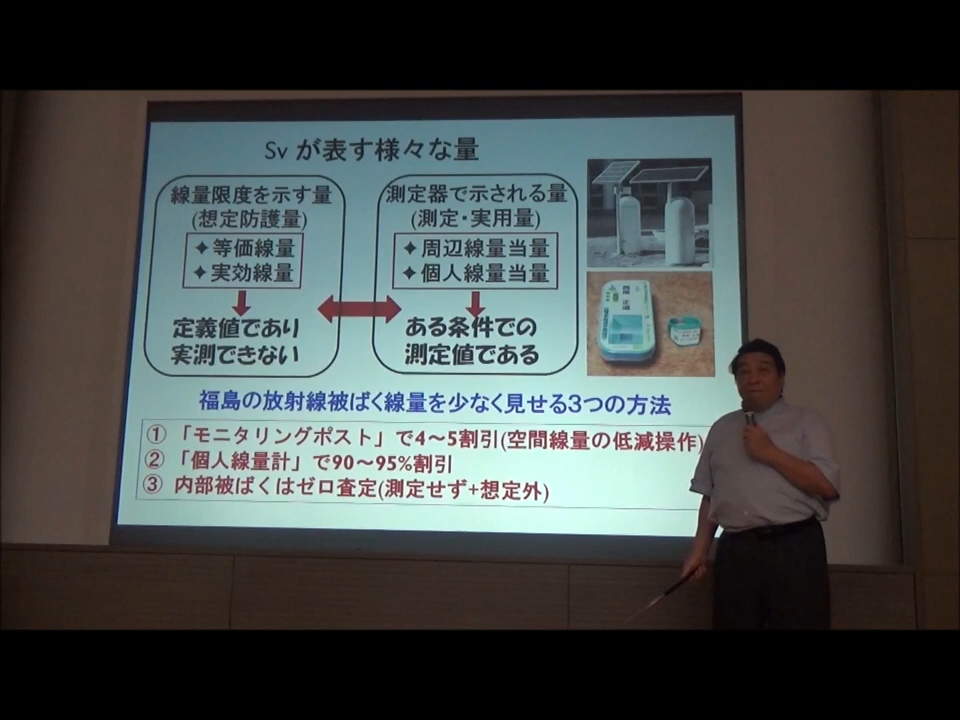 Sv が表す様々な量
線量限度を示す量
(想定防護量)
✦等価線量
✦実効線量
定義値であり
実測できない
測定器で示される量
(測定・実用量)
✦周辺線量当量
✦個人線量当量
ある条件での
測定値である
福島の放射線被ばく線量を少なく見せる3つの方法
① 「モニタリングポスト」で4～5割引(空間線量の低減操作)
② 「個人線量計」で90～95%割引
③ 内部被ばくはゼロ査定(測定せず+想定外)